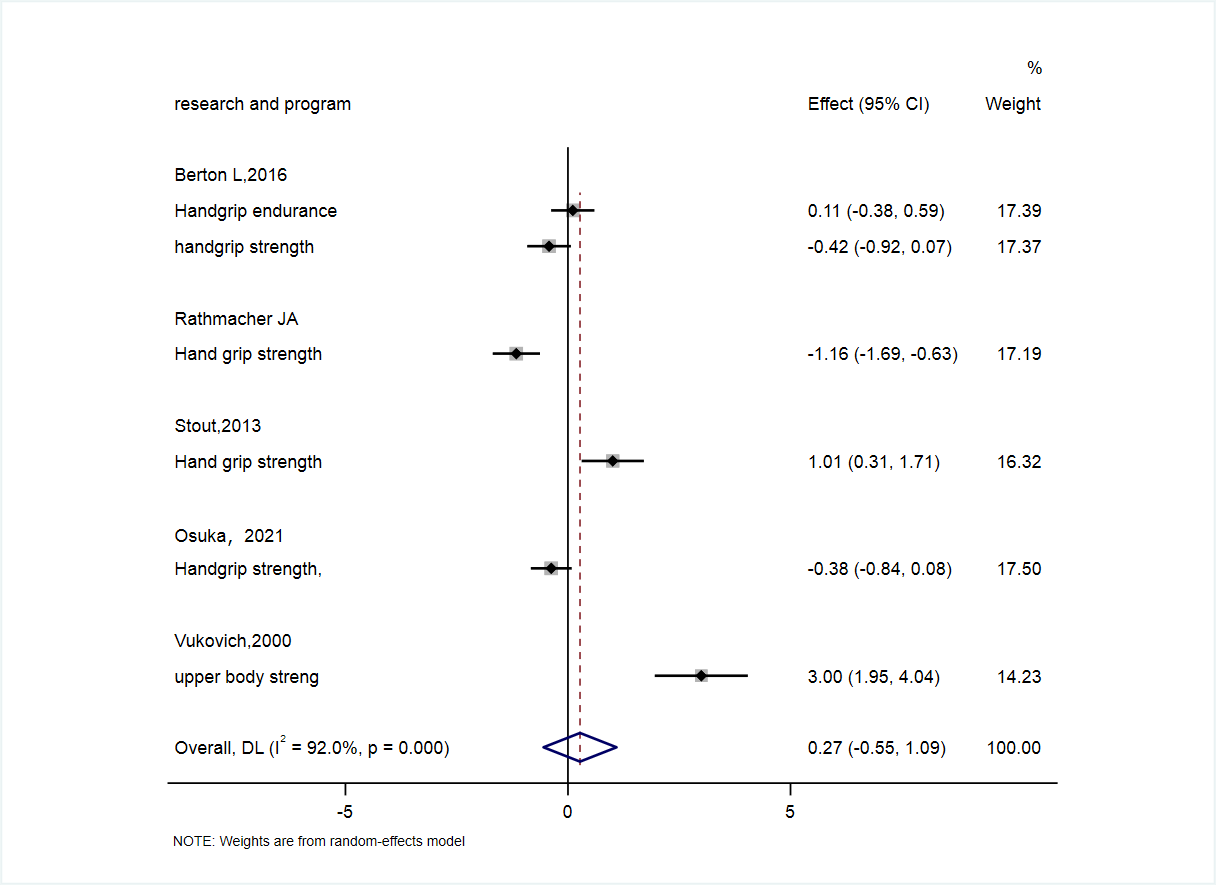 %
research and program Effect (95% CI) Weight
Berton L,2016
Handgrip endurance 0.11 (-0.38, 0.59) 17.39
handgrip strength -0.42 (-0.92, 0.07) 17.37
Rathmacher JA
Hand grip strength -1.16 (-1.69, -0.63) 17.19
Stout,2013
Hand grip strength 1.01 (0.31, 1.71) 16.32
Osuka，2021
Handgrip strength, -0.38 (-0.84, 0.08) 17.50
Vukovich,2000
upper body streng 3.00 (1.95, 4.04) 14.23
Overall, DL (I² = 92.0%, p = 0.000) 0.27 (-0.55, 1.09) 100.00
-5 0 5
NOTE: Weights are from random-effects model